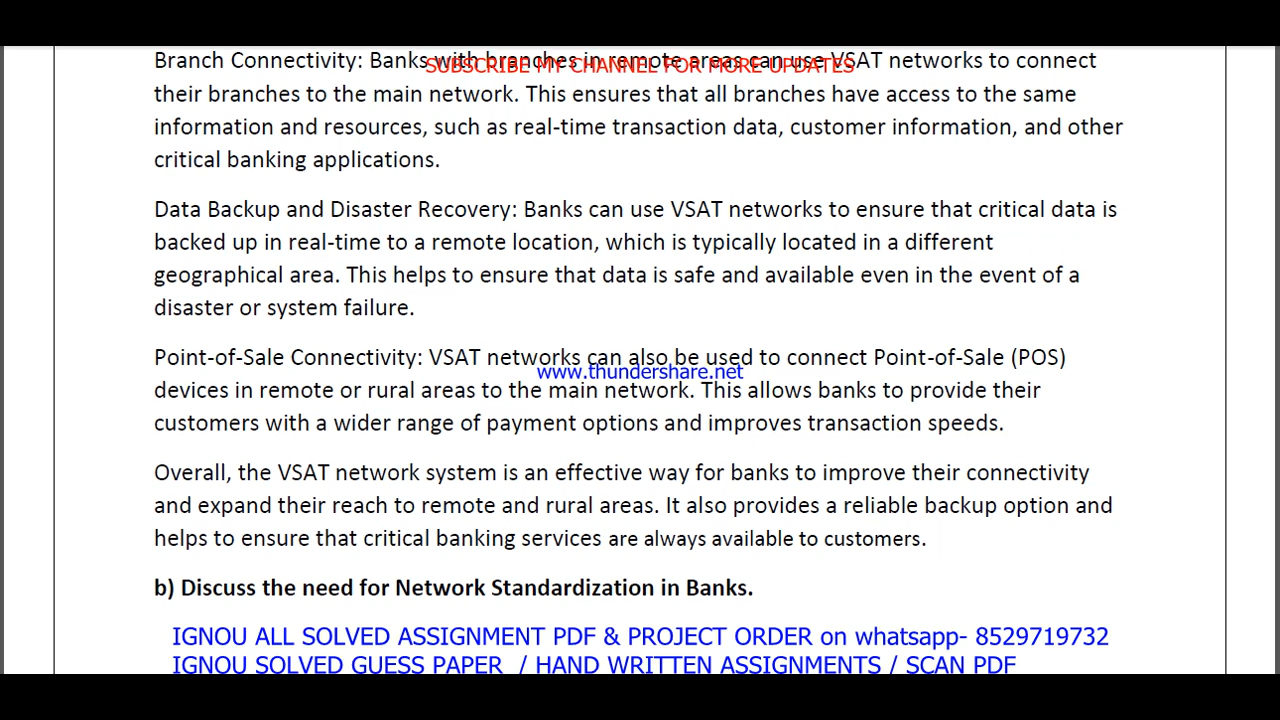 Branch Connectivity: Banks with branches in remote areas can use VSAT networks to connect
SUBSCRIBE MY CHANNEL FOR MORE UPDATES
their branches to the main network. This ensures that all branches have access to the same
information and resources, such as real-time transaction data, customer information, and other
critical banking applications.
Data Backup and Disaster Recovery: Banks can use VSAT networks to ensure that critical data is
backed up in real-time to a remote location, which is typically located in a different
geographical area. This helps to ensure that data is safe and available even in the event of a
disaster or system failure.
Point-of-Sale Connectivity: VSAT networks can also be used to connect Point-of-Sale (POS)
www.thundershare.net
devices in remote or rural areas to the main network. This allows banks to provide their
customers with a wider range of payment options and improves transaction speeds.
Overall, the VSAT network system is an effective way for banks to improve their connectivity
and expand their reach to remote and rural areas. It also provides a reliable backup option and
helps to ensure that critical banking services are always available to customers.
b) Discuss the need for Network Standardization in Banks.
IGNOU ALL SOLVED ASSIGNMENT PDF & PROJECT ORDER on whatsapp- 8529719732
IGNOU SOLVED GUESS PAPER / HAND WRITTEN ASSIGNMENTS / SCAN PDF